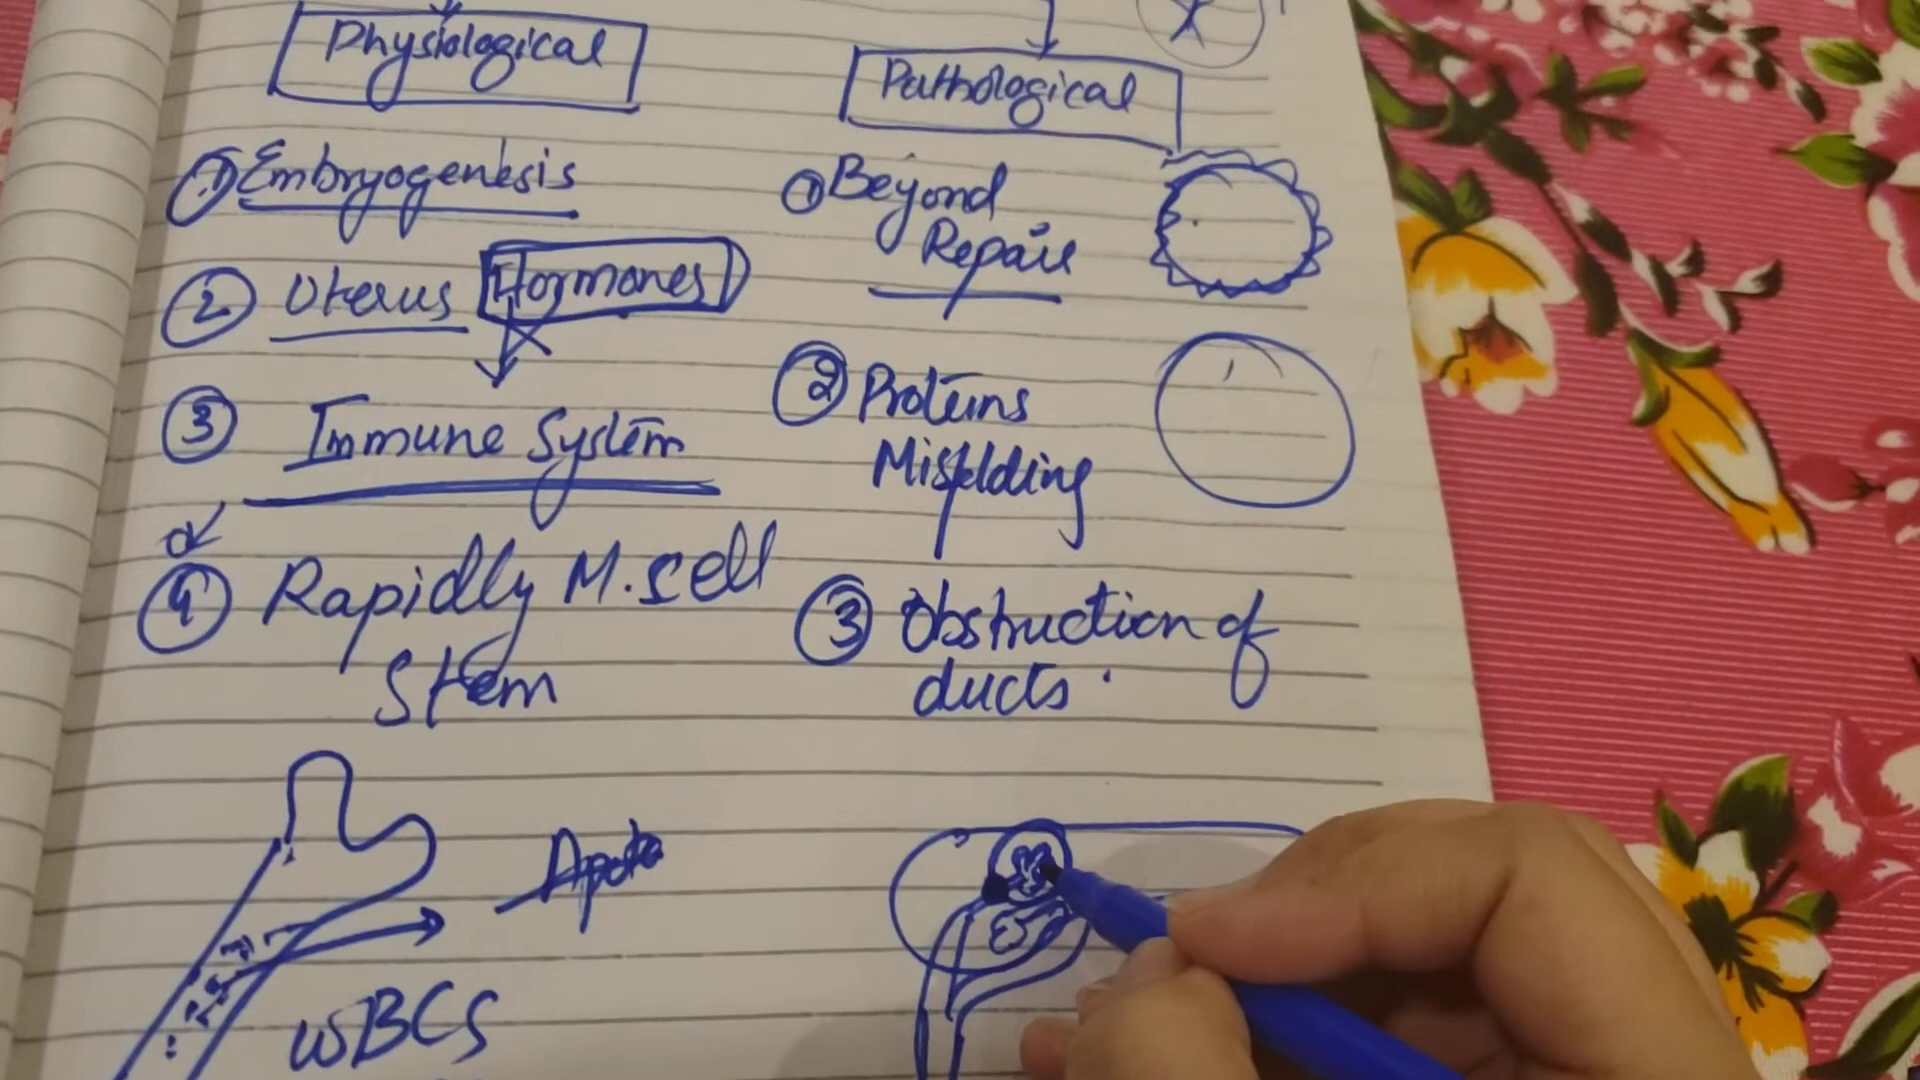 Physiological
① Embryogenesis
② Uterus Hormones
③ Immune System
④ Rapidly M. cell
Stem
Apoto
WBCS
Pathological
① Beyond
Repair
② Proteins
Misfolding
③ Obstruction of
ducts.